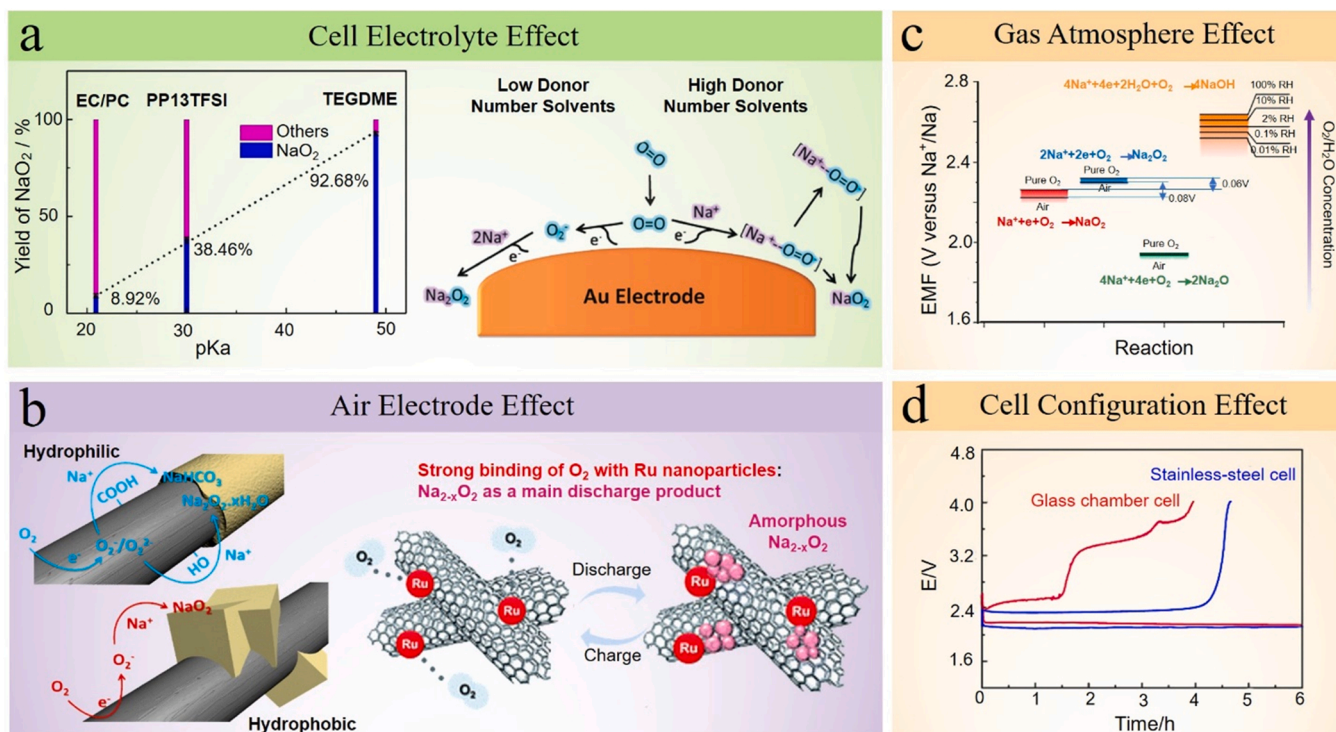 a
Cell Electrolyte Effect
Yield of NaO₂ / %
100
50
0
EC/PC
PP13TFSI
TEGDME
Others
NaO₂
92.68%
38.46%
8.92%
20
30
40
50
pKa
Low Donor
Number Solvents
High Donor
Number Solvents
O=O
O=O
Na⁺
[Na⁺--O=O⁻]
[Na⁺--O=O⁻]
O₂⁻
2Na⁺
e⁻
e⁻
e⁻
Na₂O₂
NaO₂
Au Electrode
b
Air Electrode Effect
Hydrophilic
Na⁺
NaHCO₃
COOH
Na₂O₂.xH₂O
O₂
e⁻
O₂⁻/O₂²⁻
HO
Na⁺
NaO₂
Na⁺
O₂⁻
O₂
e⁻
Hydrophobic
Strong binding of O₂ with Ru nanoparticles:
Na₂₋ₓO₂ as a main discharge product
O₂
O₂
O₂
Ru
Ru
Ru
Discharge
Charge
Amorphous
Na₂₋ₓO₂
Ru
Ru
Ru
c
Gas Atmosphere Effect
EMF (V versus Na⁺/Na)
2.8
2.4
2.0
1.6
4Na⁺+4e+2H₂O+O₂ →4NaOH
100% RH
10% RH
2% RH
0.1% RH
0.01% RH
2Na⁺+2e+O₂ →Na₂O₂
Pure O₂
Air
Pure O₂
Air
0.06V
0.08V
Na⁺+e+O₂ →NaO₂
Pure O₂
Air
4Na⁺+4e+O₂ →2Na₂O
O₂/H₂O Concentration
Reaction
d
Cell Configuration Effect
E/V
4.8
4.0
3.2
2.4
1.6
Stainless-steel cell
Glass chamber cell
0
1
2
3
4
5
6
Time/h